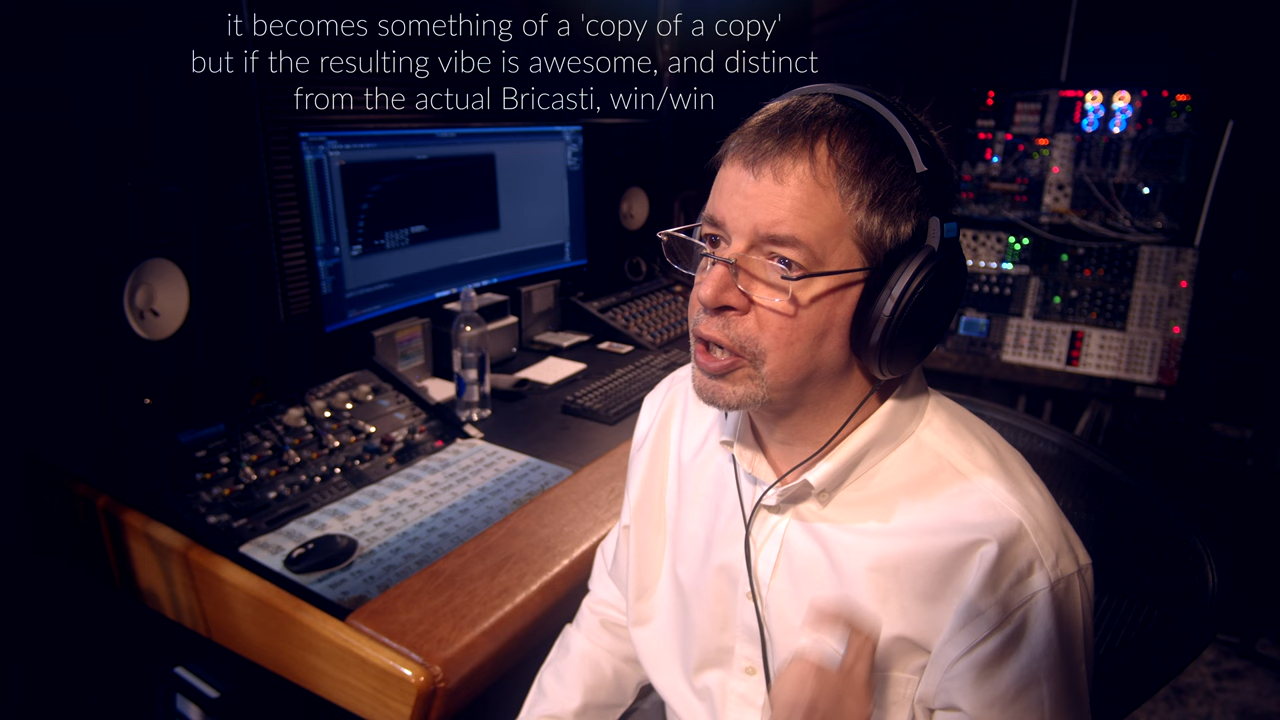 it becomes something of a 'copy of a copy'
but if the resulting vibe is awesome, and distinct
from the actual Bricasti, win/win